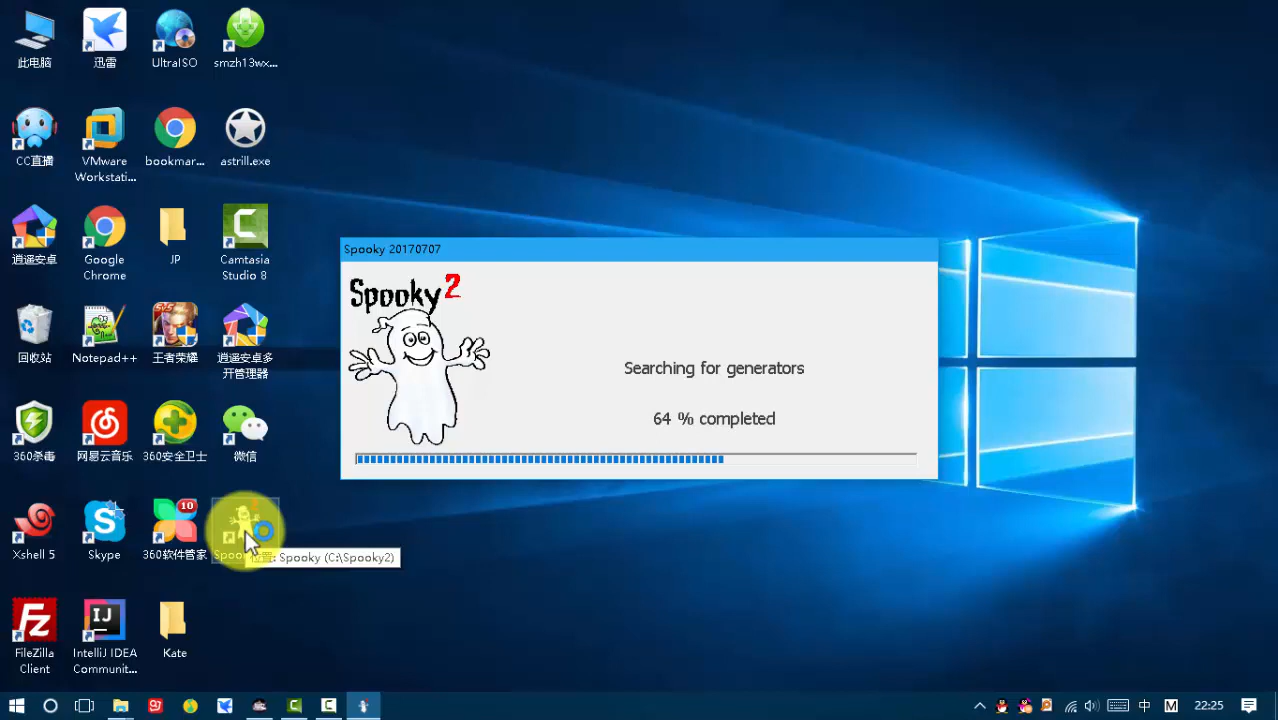 此电脑
迅雷
UltraISO
smzh13wx...
CC直播
VMware
Workstati...
bookmar...
astrill.exe
逍遥安卓
Google
Chrome
JP
Camtasia
Studio 8
回收站
Notepad++
王者荣耀
逍遥安卓多
开管理器
360杀毒
网易云音乐
360安全卫士
微信
Xshell 5
Skype
10
360软件管家
位置: Spooky (C:\Spooky2)
FileZilla
Client
IntelliJ IDEA
Communit...
Kate
Spooky 20170707
Spooky2
Searching for generators
64 % completed
中
M
22:25